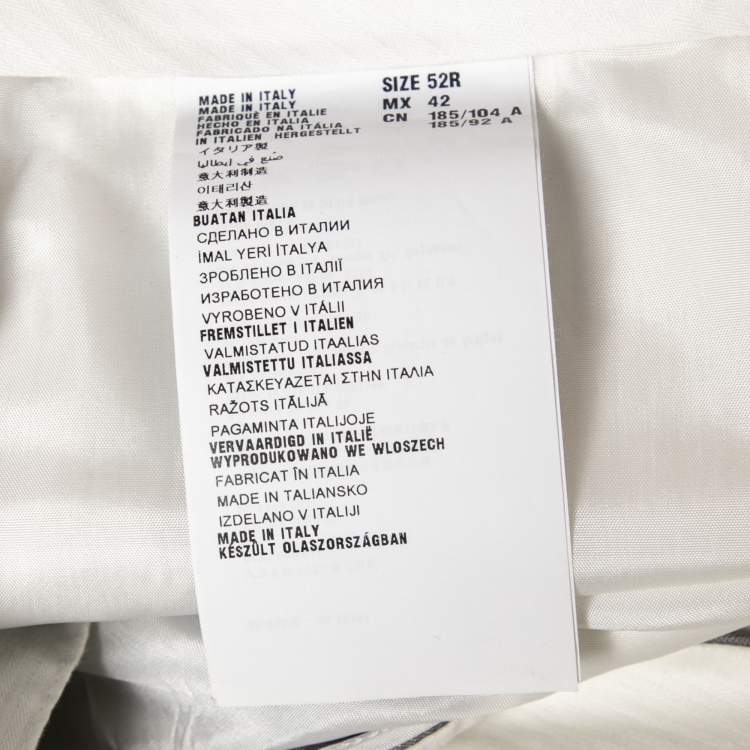 MADE IN ITALY
MADE IN ITALY
FABRIQUÉ EN ITALIE
HECHO EN ITALIA
FABRICADO NA ITÁLIA
IN ITALIEN HERGESTELLT
イタリア製
صنع في ايطاليا
意大利制造
이태리산
意大利製造
BUATAN ITALIA
СДЕЛАНО В ИТАЛИИ
İMAL YERİ İTALYA
ЗРОБЛЕНО В ІТАЛІЇ
ИЗРАБОТЕНО В ИТАЛИЯ
VYROBENO V ITÁLII
FREMSTILLET I ITALIEN
VALMISTATUD ITAALIAS
VALMISTETTU ITALIASSA
ΚΑΤΑΣΚΕΥΑΖΕΤΑΙ ΣΤΗΝ ΙΤΑΛΙΑ
RAŽOTS ITĀLIJĀ
PAGAMINTA ITALIJOJE
VERVAARDIGD IN ITALIË
WYPRODUKOWANO WE WLOSZECH
FABRICAT ÎN ITALIA
MADE IN TALIANSKO
IZDELANO V ITALIJI
MADE IN ITALY
KÉSZÛLT OLASZORSZÁGBAN
SIZE 52R
MX 42
CN 185/104 A
185/92 A